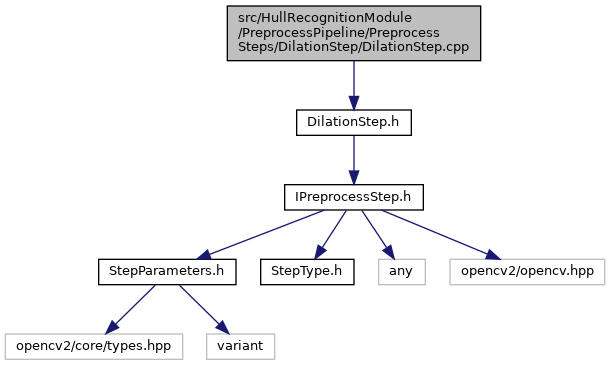 src/HullRecognitionModule
/PreprocessPipeline/Preprocess
Steps/DilationStep/DilationStep.cpp
DilationStep.h
IPreprocessStep.h
StepParameters.h
StepType.h
any
opencv2/opencv.hpp
opencv2/core/types.hpp
variant